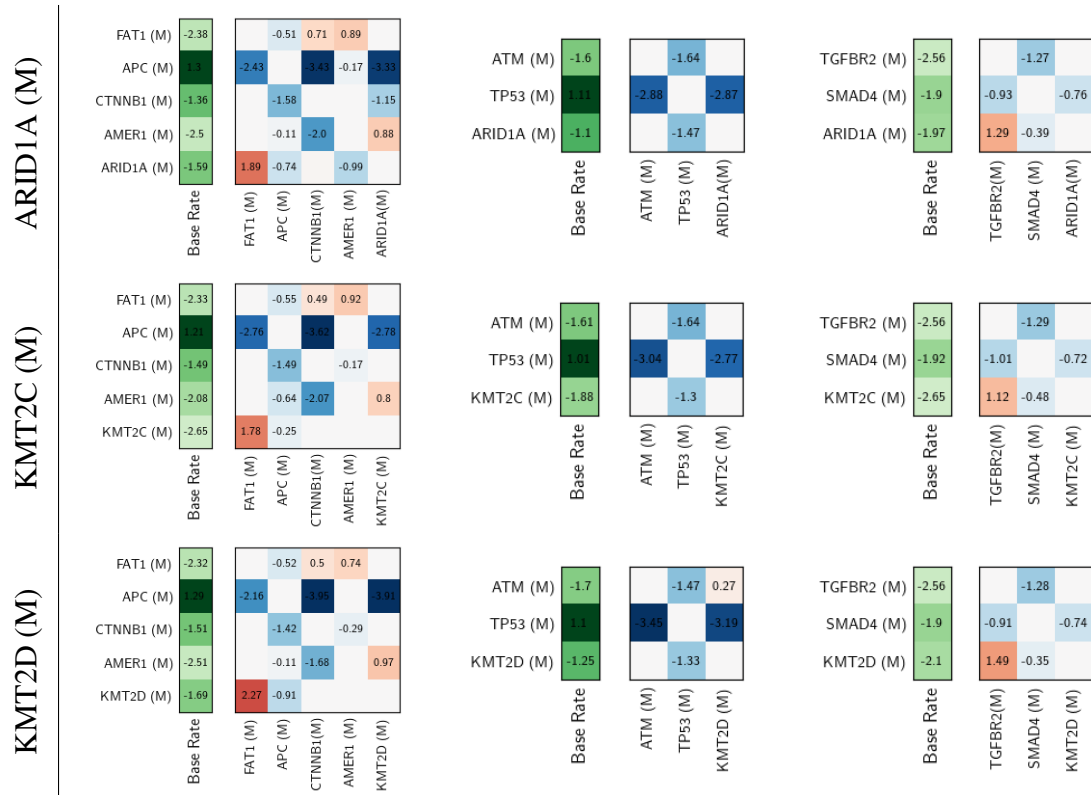 ARID1A (M)
FAT1 (M) -2.38 -0.51 0.71 0.89
APC (M) 1.3 -2.43 -3.43 -0.17 -3.33
CTNNB1 (M) -1.36 -1.58 -1.15
AMER1 (M) -2.5 -0.11 -2.0 0.88
ARID1A (M) -1.59 1.89 -0.74 -0.99
Base Rate FAT1 (M) APC (M) CTNNB1(M) AMER1 (M) ARID1A(M)
ATM (M) -1.6 -1.64
TP53 (M) 1.11 -2.88 -2.87
ARID1A (M) -1.1 -1.47
Base Rate ATM (M) TP53 (M) ARID1A(M)
TGFBR2 (M) -2.56 -1.27
SMAD4 (M) -1.9 -0.93 -0.76
ARID1A (M) -1.97 1.29 -0.39
Base Rate TGFBR2(M) SMAD4 (M) ARID1A(M)
KMT2C (M)
FAT1 (M) -2.33 -0.55 0.49 0.92
APC (M) 1.21 -2.76 -3.62 -2.78
CTNNB1 (M) -1.49 -1.49 -0.17
AMER1 (M) -2.08 -0.64 -2.07 0.8
KMT2C (M) -2.65 1.78 -0.25
Base Rate FAT1 (M) APC (M) CTNNB1(M) AMER1 (M) KMT2C (M)
ATM (M) -1.61 -1.64
TP53 (M) 1.01 -3.04 -2.77
KMT2C (M) -1.88 -1.3
Base Rate ATM (M) TP53 (M) KMT2C (M)
TGFBR2 (M) -2.56 -1.29
SMAD4 (M) -1.92 -1.01 -0.72
KMT2C (M) -2.65 1.12 -0.48
Base Rate TGFBR2(M) SMAD4 (M) KMT2C (M)
KMT2D (M)
FAT1 (M) -2.32 -0.52 0.5 0.74
APC (M) 1.29 -2.16 -3.95 -3.91
CTNNB1 (M) -1.51 -1.42 -0.29
AMER1 (M) -2.51 -0.11 -1.68 0.97
KMT2D (M) -1.69 2.27 -0.91
Base Rate FAT1 (M) APC (M) CTNNB1(M) AMER1 (M) KMT2D (M)
ATM (M) -1.7 -1.47 0.27
TP53 (M) 1.1 -3.45 -3.19
KMT2D (M) -1.25 -1.33
Base Rate ATM (M) TP53 (M) KMT2D (M)
TGFBR2 (M) -2.56 -1.28
SMAD4 (M) -1.9 -0.91 -0.74
KMT2D (M) -2.1 1.49 -0.35
Base Rate TGFBR2(M) SMAD4 (M) KMT2D (M)